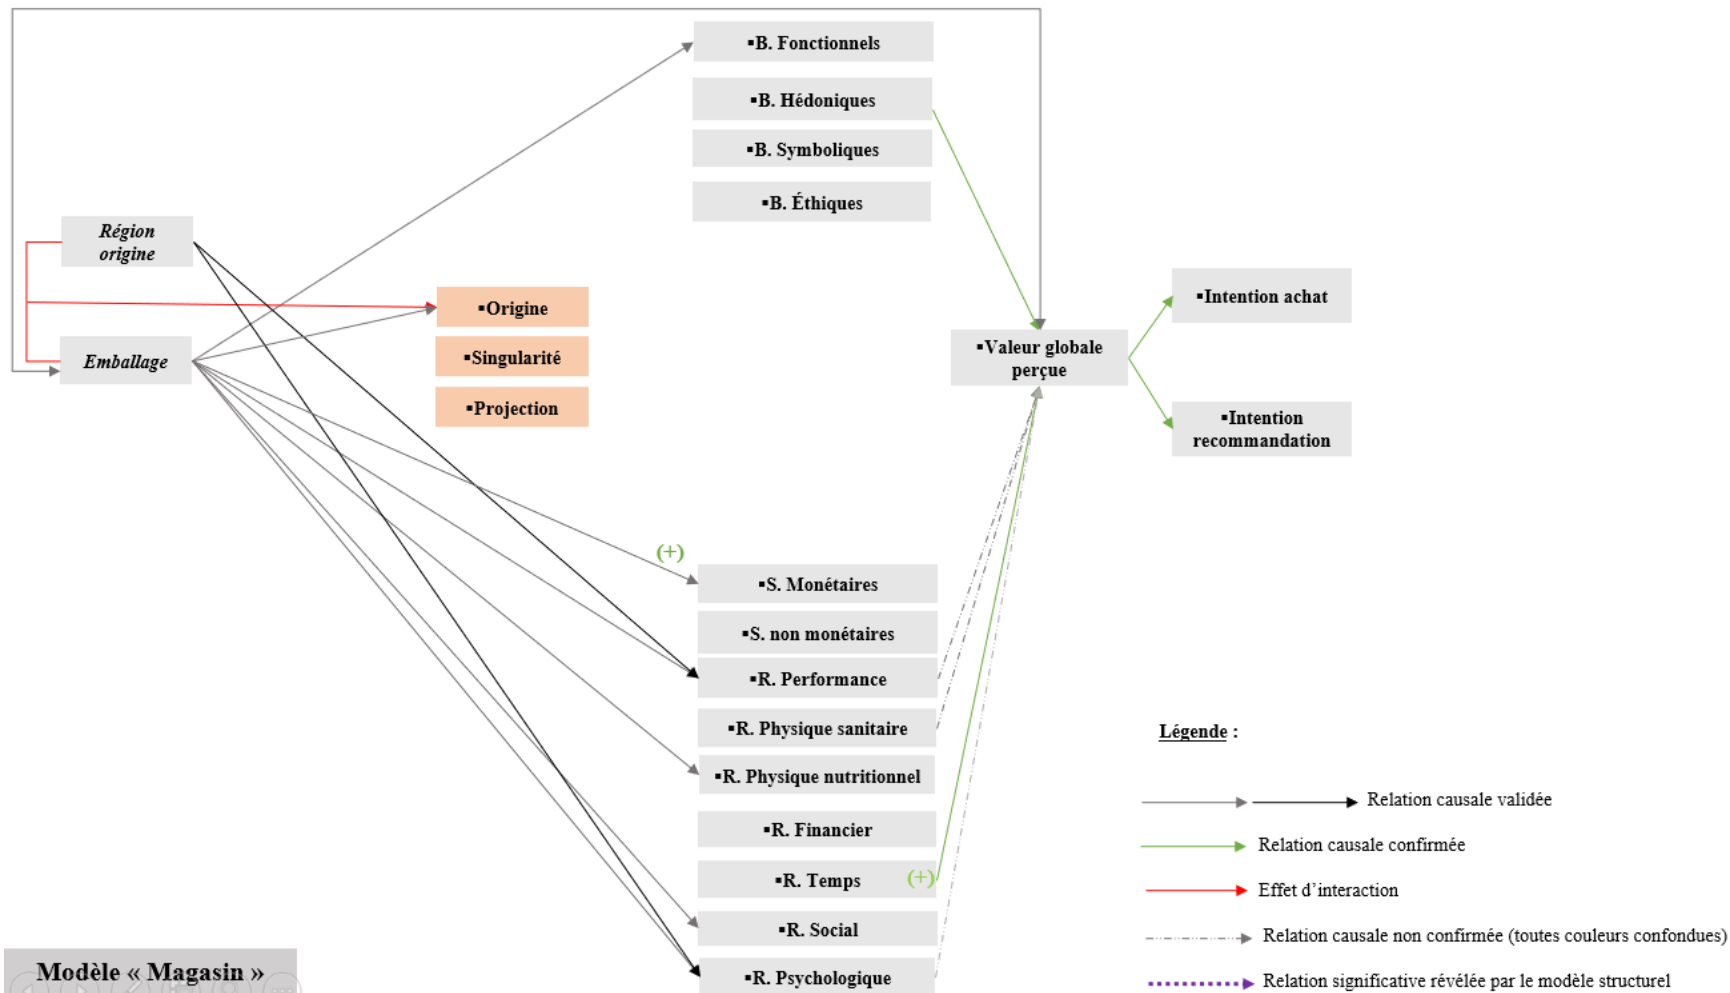 ▪B. Fonctionnels
▪B. Hédoniques
▪B. Symboliques
▪B. Éthiques
Région
origine
Emballage
▪Origine
▪Singularité
▪Projection
▪Valeur globale
perçue
▪Intention achat
▪Intention
recommandation
(+)
▪S. Monétaires
▪S. non monétaires
▪R. Performance
▪R. Physique sanitaire
▪R. Physique nutritionnel
▪R. Financier
▪R. Temps (+)
▪R. Social
▪R. Psychologique
Légende :
Relation causale validée
Relation causale confirmée
Effet d’interaction
Relation causale non confirmée (toutes couleurs confondues)
Relation significative révélée par le modèle structurel
Modèle « Magasin »